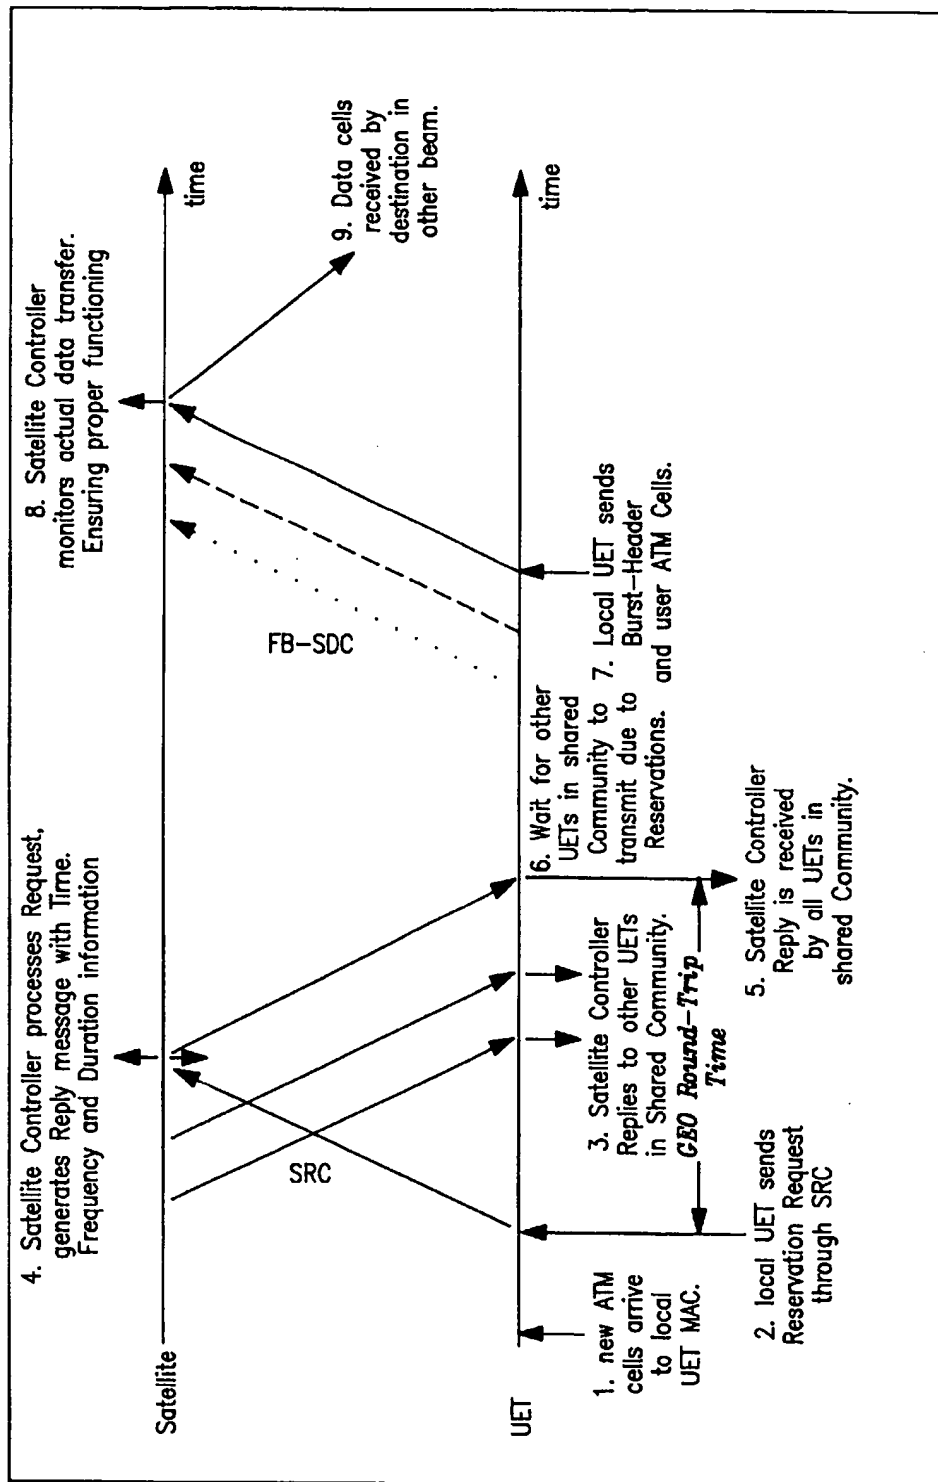 4. Satellite Controller processes Request,
generates Reply message with Time.
Frequency and Duration information
8. Satellite Controller
monitors actual data transfer.
Ensuring proper functioning
Satellite
time
SRC
FB-SDC
9. Data cells
received by
destination in
other beam.
UET
time
1. new ATM
cells arrive
to local
UET MAC.
2. local UET sends
Reservation Request
through SRC
3. Satellite Controller
Replies to other UETs
in Shared Community.
GEO Round-Trip
Time
5. Satellite Controller
Reply is received
by all UETs in
shared Community.
6. Wait for other
UETs in shared
Community to
transmit due to
Reservations.
7. Local UET sends
Burst-Header
and user ATM Cells.